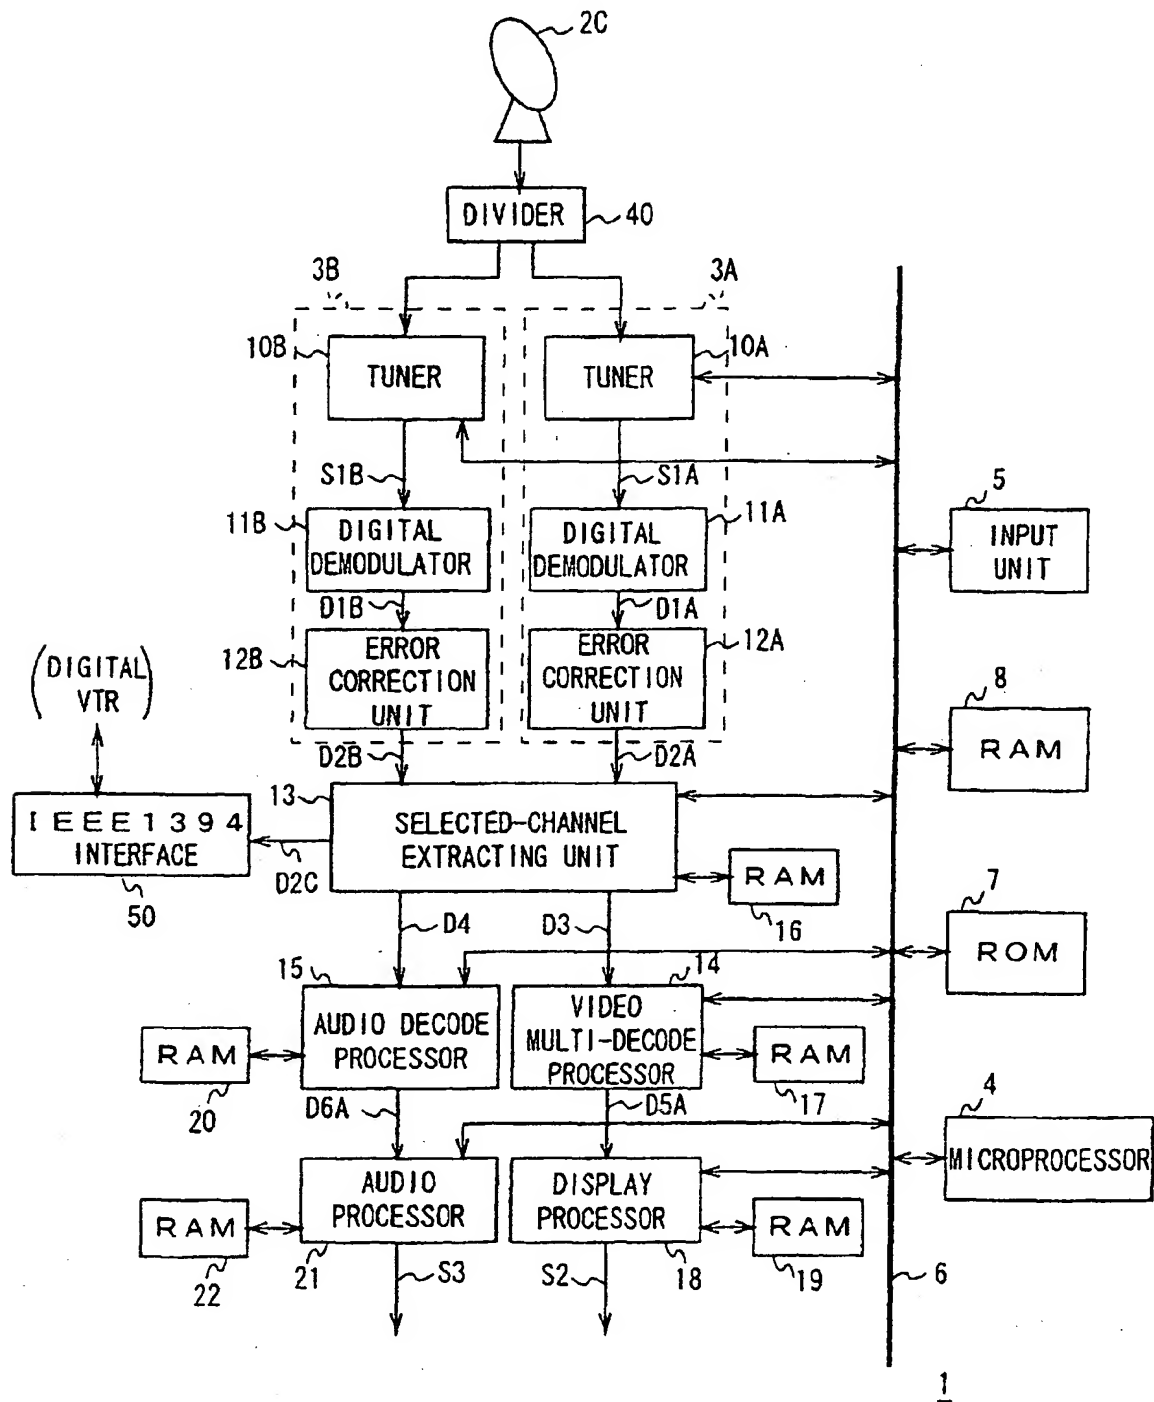 2C
DIVIDER
40
3B
3A
10B
TUNER
TUNER
10A
S1B
S1A
5
INPUT
UNIT
11B
DIGITAL
DEMODULATOR
DIGITAL
DEMODULATOR
11A
D1B
D1A
12B
ERROR
CORRECTION
UNIT
ERROR
CORRECTION
UNIT
12A
(DIGITAL
VTR)
8
RAM
D2B
D2A
13
SELECTED-CHANNEL
EXTRACTING UNIT
IEEE1394
INTERFACE
D2C
50
RAM
16
7
ROM
D4
D3
15
AUDIO DECODE
PROCESSOR
14
VIDEO
MULTI-DECODE
PROCESSOR
RAM
20
RAM
17
D6A
D5A
4
MICROPROCESSOR
AUDIO
PROCESSOR
DISPLAY
PROCESSOR
RAM
22
21
18
RAM
19
S3
S2
6
1